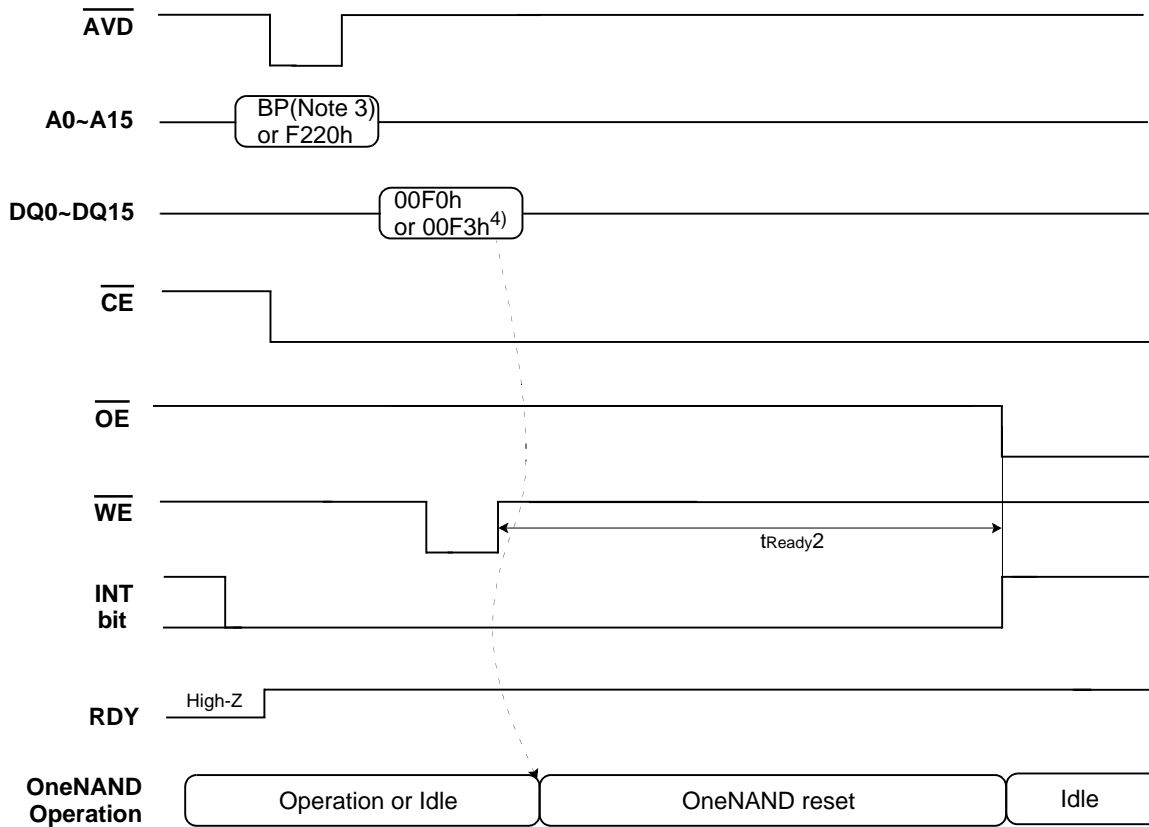 AVD
A0~A15
BP(Note 3)
or F220h
DQ0~DQ15
00F0h
or 00F3h4)
CE
OE
WE
tReady2
INT
bit
High-Z
RDY
OneNAND
Operation
Operation or Idle
OneNAND reset
Idle